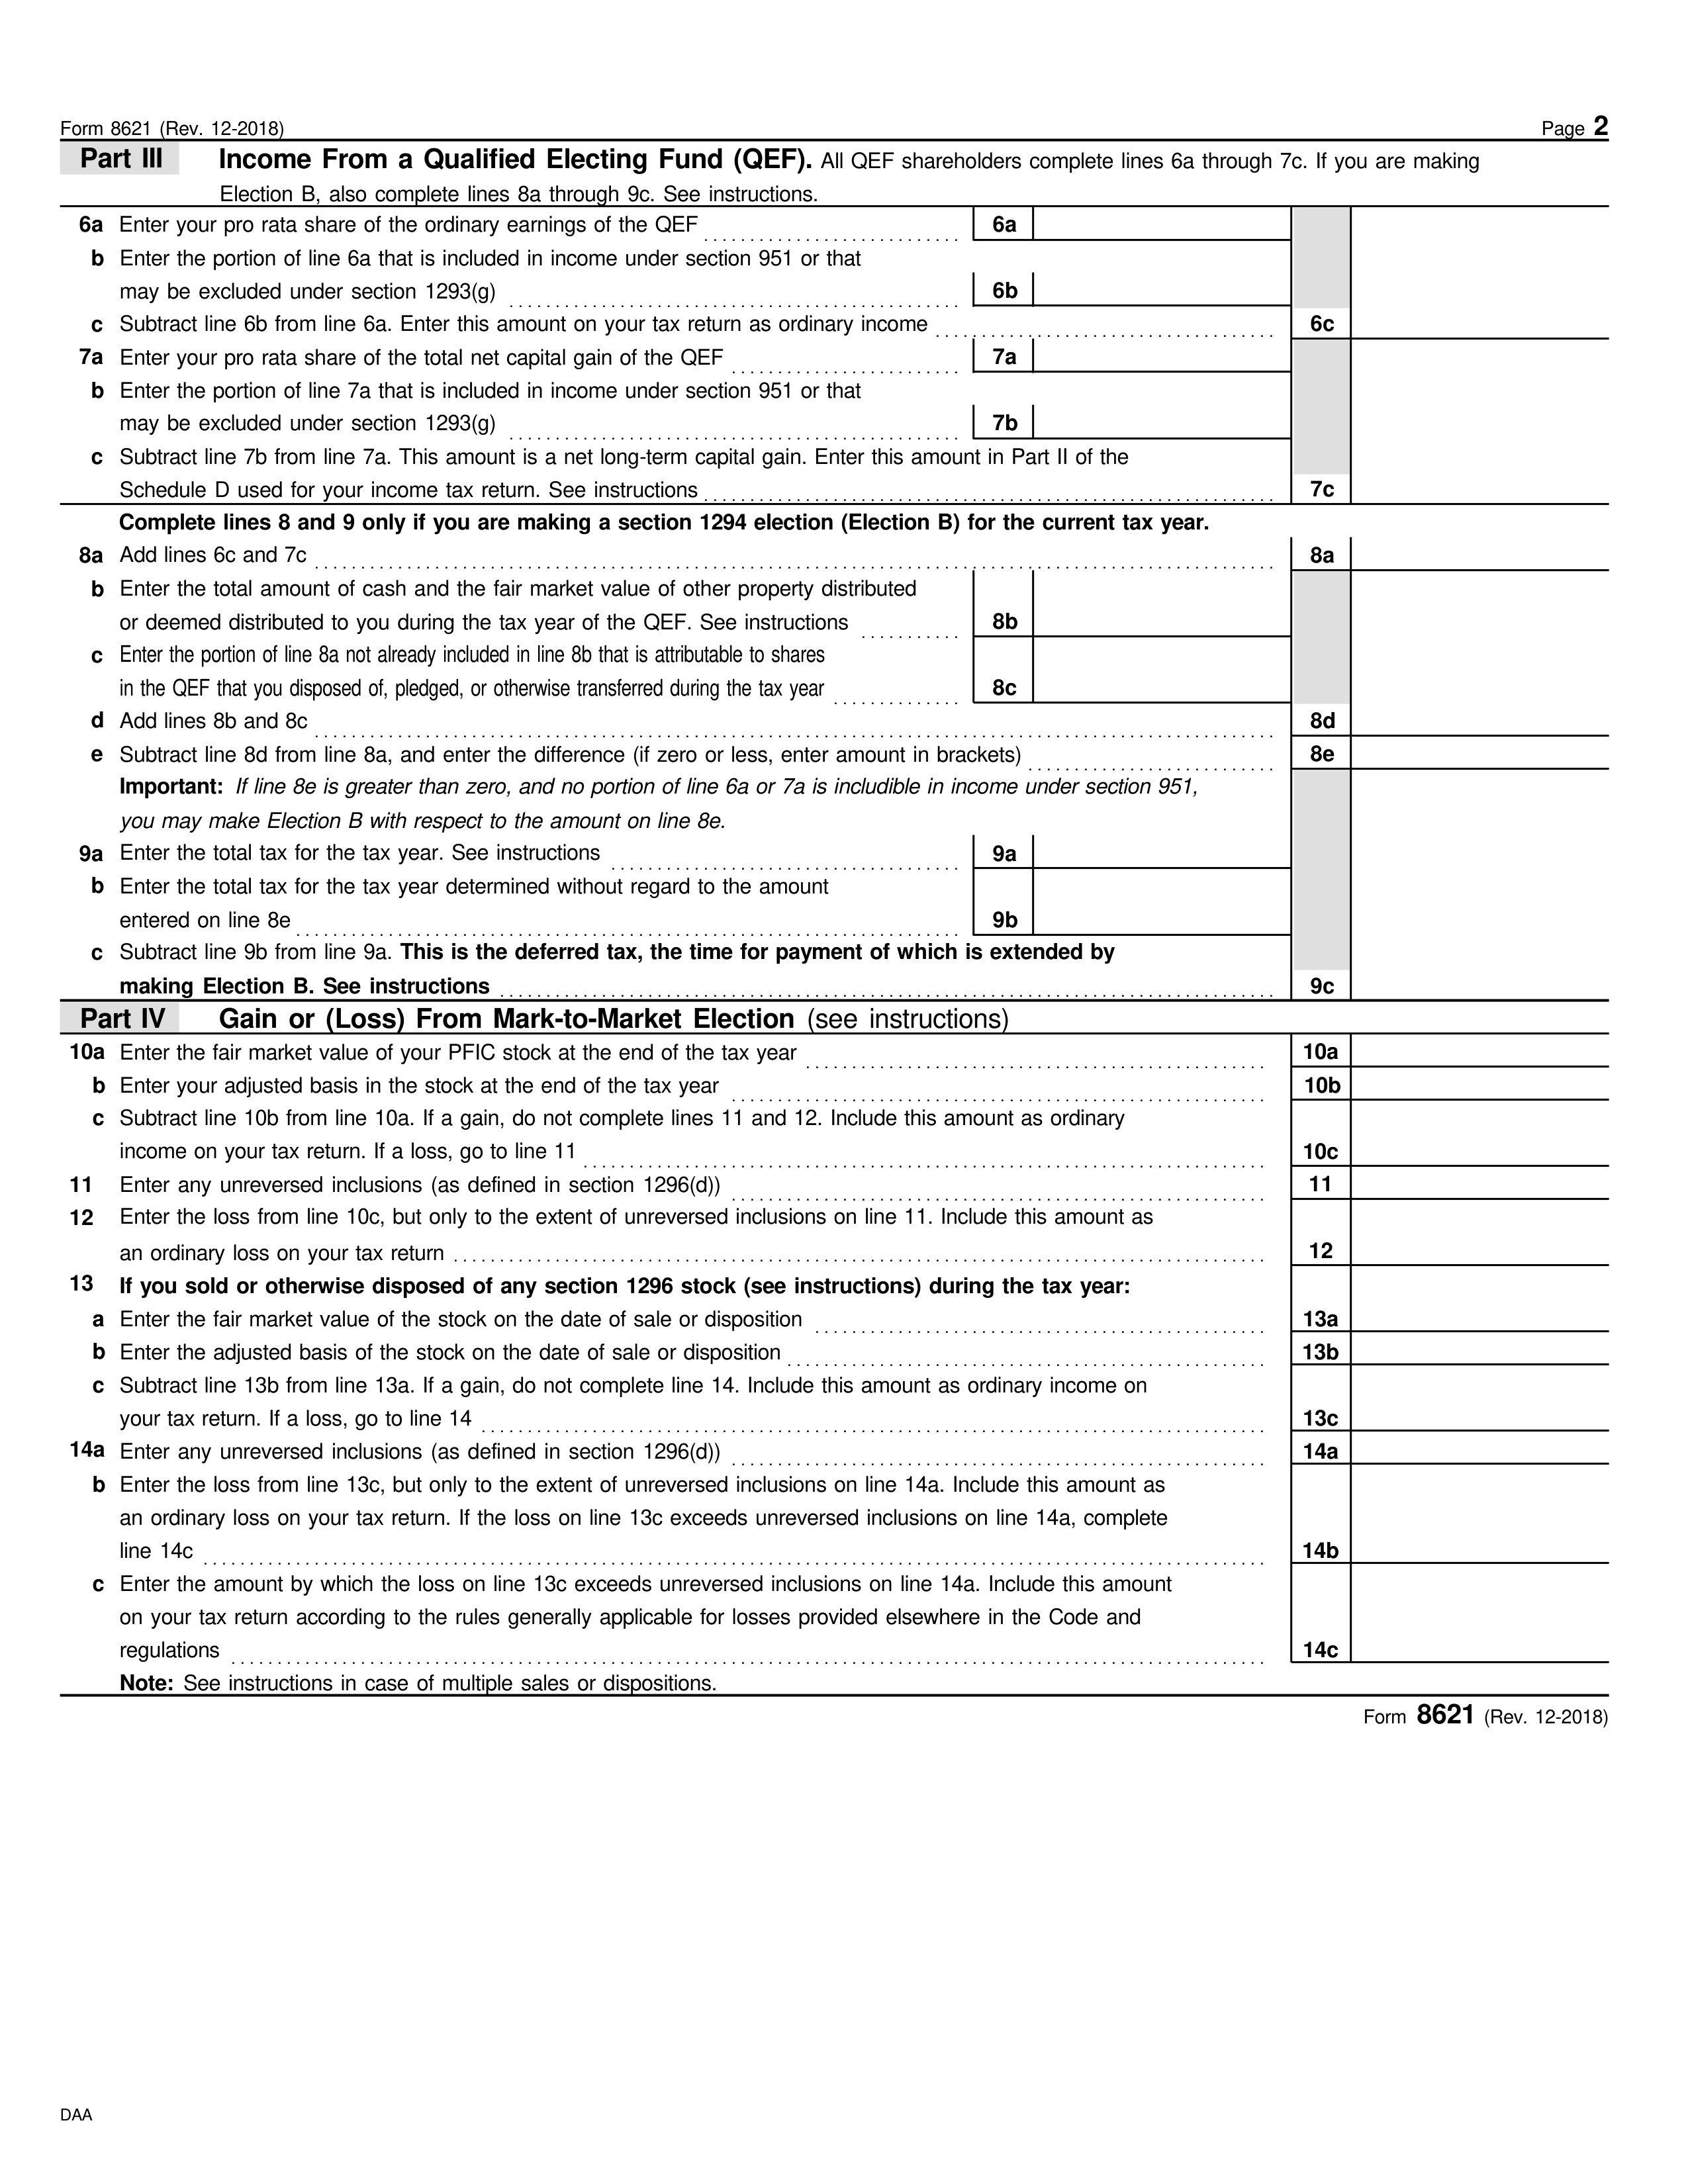 Form 8621 (Rev. 12-2018) Page 2
Part III Income From a Qualified Electing Fund (QEF). All QEF shareholders complete lines 6a through 7c. If you are making
Election B, also complete lines 8a through 9c. See instructions.
6a Enter your pro rata share of the ordinary earnings of the QEF 6a
b Enter the portion of line 6a that is included in income under section 951 or that
may be excluded under section 1293(g) 6b
c Subtract line 6b from line 6a. Enter this amount on your tax return as ordinary income 6c
7a Enter your pro rata share of the total net capital gain of the QEF 7a
b Enter the portion of line 7a that is included in income under section 951 or that
may be excluded under section 1293(g) 7b
c Subtract line 7b from line 7a. This amount is a net long-term capital gain. Enter this amount in Part II of the
Schedule D used for your income tax return. See instructions 7c
Complete lines 8 and 9 only if you are making a section 1294 election (Election B) for the current tax year.
8a Add lines 6c and 7c 8a
b Enter the total amount of cash and the fair market value of other property distributed
or deemed distributed to you during the tax year of the QEF. See instructions 8b
c Enter the portion of line 8a not already included in line 8b that is attributable to shares
in the QEF that you disposed of, pledged, or otherwise transferred during the tax year 8c
d Add lines 8b and 8c 8d
e Subtract line 8d from line 8a, and enter the difference (if zero or less, enter amount in brackets) 8e
Important: If line 8e is greater than zero, and no portion of line 6a or 7a is includible in income under section 951,
you may make Election B with respect to the amount on line 8e.
9a Enter the total tax for the tax year. See instructions 9a
b Enter the total tax for the tax year determined without regard to the amount
entered on line 8e 9b
c Subtract line 9b from line 9a. This is the deferred tax, the time for payment of which is extended by
making Election B. See instructions 9c
Part IV Gain or (Loss) From Mark-to-Market Election (see instructions)
10a Enter the fair market value of your PFIC stock at the end of the tax year 10a
b Enter your adjusted basis in the stock at the end of the tax year 10b
c Subtract line 10b from line 10a. If a gain, do not complete lines 11 and 12. Include this amount as ordinary
income on your tax return. If a loss, go to line 11 10c
11 Enter any unreversed inclusions (as defined in section 1296(d)) 11
12 Enter the loss from line 10c, but only to the extent of unreversed inclusions on line 11. Include this amount as
an ordinary loss on your tax return 12
13 If you sold or otherwise disposed of any section 1296 stock (see instructions) during the tax year:
a Enter the fair market value of the stock on the date of sale or disposition 13a
b Enter the adjusted basis of the stock on the date of sale or disposition 13b
c Subtract line 13b from line 13a. If a gain, do not complete line 14. Include this amount as ordinary income on
your tax return. If a loss, go to line 14 13c
14a Enter any unreversed inclusions (as defined in section 1296(d)) 14a
b Enter the loss from line 13c, but only to the extent of unreversed inclusions on line 14a. Include this amount as
an ordinary loss on your tax return. If the loss on line 13c exceeds unreversed inclusions on line 14a, complete
line 14c 14b
c Enter the amount by which the loss on line 13c exceeds unreversed inclusions on line 14a. Include this amount
on your tax return according to the rules generally applicable for losses provided elsewhere in the Code and
regulations 14c
Note: See instructions in case of multiple sales or dispositions.
Form 8621 (Rev. 12-2018)
DAA